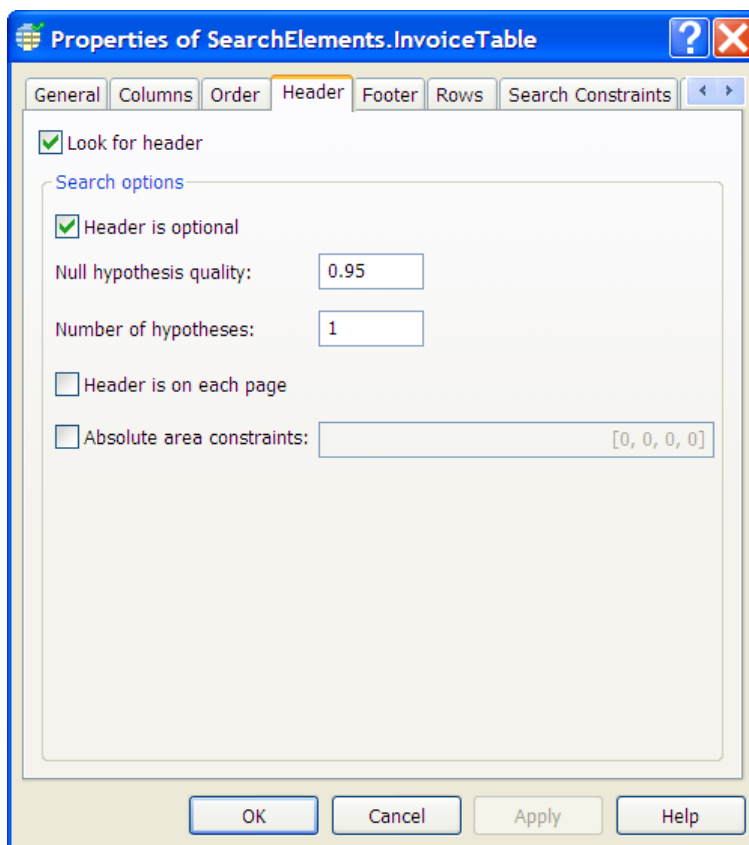 Properties of SearchElements.InvoiceTable ?
General Columns Order Header Footer Rows Search Constraints
Look for header
Search options
Header is optional
Null hypothesis quality: 0.95
Number of hypotheses: 1
Header is on each page
Absolute area constraints: [0, 0, 0, 0]
OK Cancel Apply Help